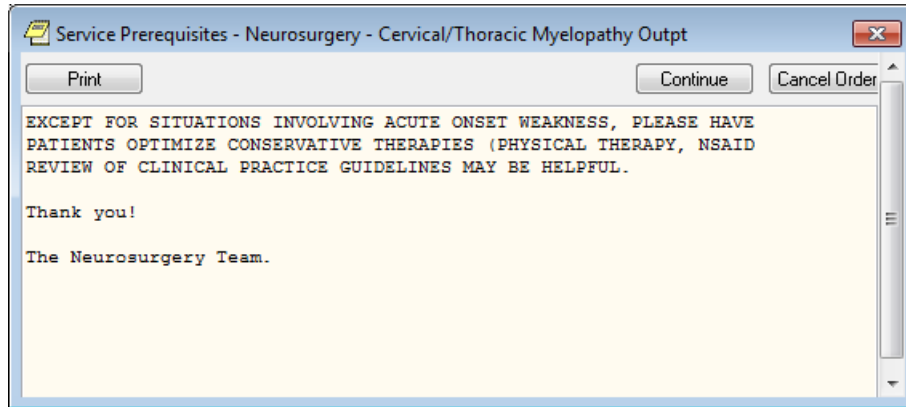 Service Prerequisites - Neurosurgery - Cervical/Thoracic Myelopathy Outpt
Print Continue Cancel Order
EXCEPT FOR SITUATIONS INVOLVING ACUTE ONSET WEAKNESS, PLEASE HAVE
PATIENTS OPTIMIZE CONSERVATIVE THERAPIES (PHYSICAL THERAPY, NSAID
REVIEW OF CLINICAL PRACTICE GUIDELINES MAY BE HELPFUL.
Thank you!
The Neurosurgery Team.